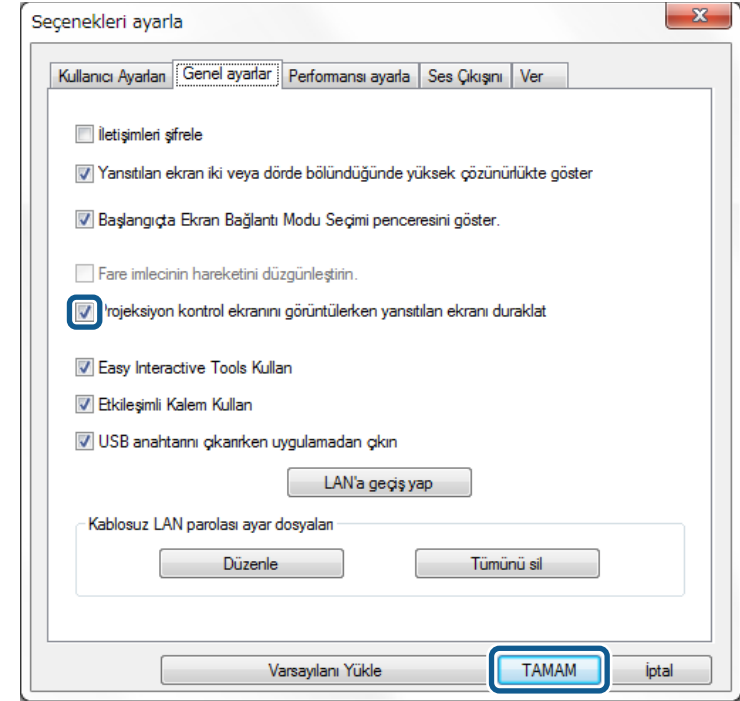 Seçenekleri ayarla
Kullanıcı Ayarları Genel ayarlar Performansı ayarla Ses Çıkışını Ver
İletişimleri şifrele
Yansıtılan ekran iki veya dörde bölündüğünde yüksek çözünürlükte göster
Başlangıçta Ekran Bağlantı Modu Seçimi penceresini göster.
Fare imlecinin hareketini düzgünleştirin.
Projeksiyon kontrol ekranını görüntülerken yansıtılan ekranı duraklat
Easy Interactive Tools Kullan
Etkileşimli Kalem Kullan
USB anahtarını çıkarırken uygulamadan çıkın
LAN'a geçiş yap
Kablosuz LAN parolası ayar dosyaları
Düzenle Tümünü sil
Varsayılanı Yükle TAMAM İptal